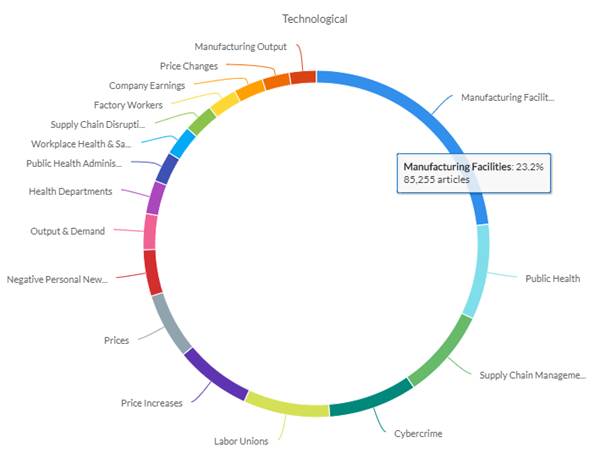 Technological
Manufacturing Output
Price Changes
Company Earnings
Factory Workers
Supply Chain Disrupti...
Workplace Health & Sa...
Public Health Adminis...
Health Departments
Output & Demand
Negative Personal New...
Prices
Price Increases
Labor Unions
Cybercrime
Supply Chain Manageme...
Public Health
Manufacturing Facilit...
Manufacturing Facilities: 23.2%
85,255 articles